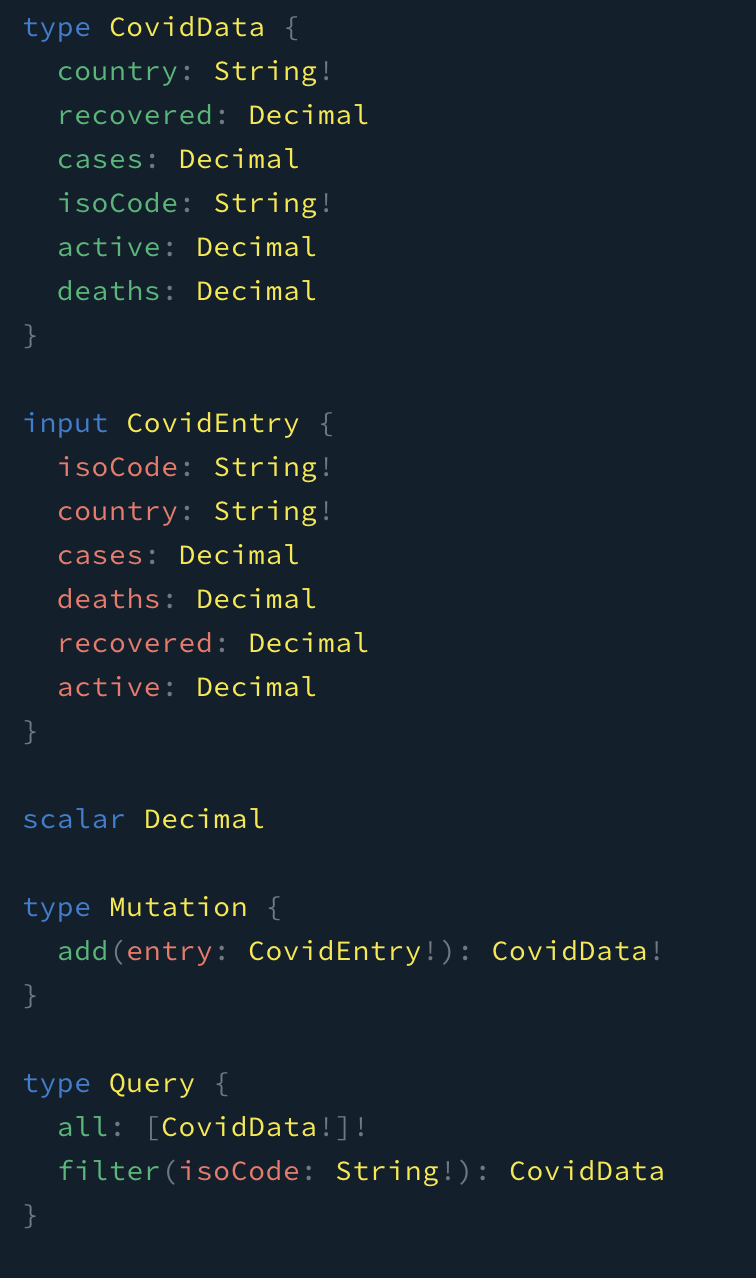 type CovidData {
  country: String!
  recovered: Decimal
  cases: Decimal
  isoCode: String!
  active: Decimal
  deaths: Decimal
}

input CovidEntry {
  isoCode: String!
  country: String!
  cases: Decimal
  deaths: Decimal
  recovered: Decimal
  active: Decimal
}

scalar Decimal

type Mutation {
  add(entry: CovidEntry!): CovidData!
}

type Query {
  all: [CovidData!]!
  filter(isoCode: String!): CovidData
}